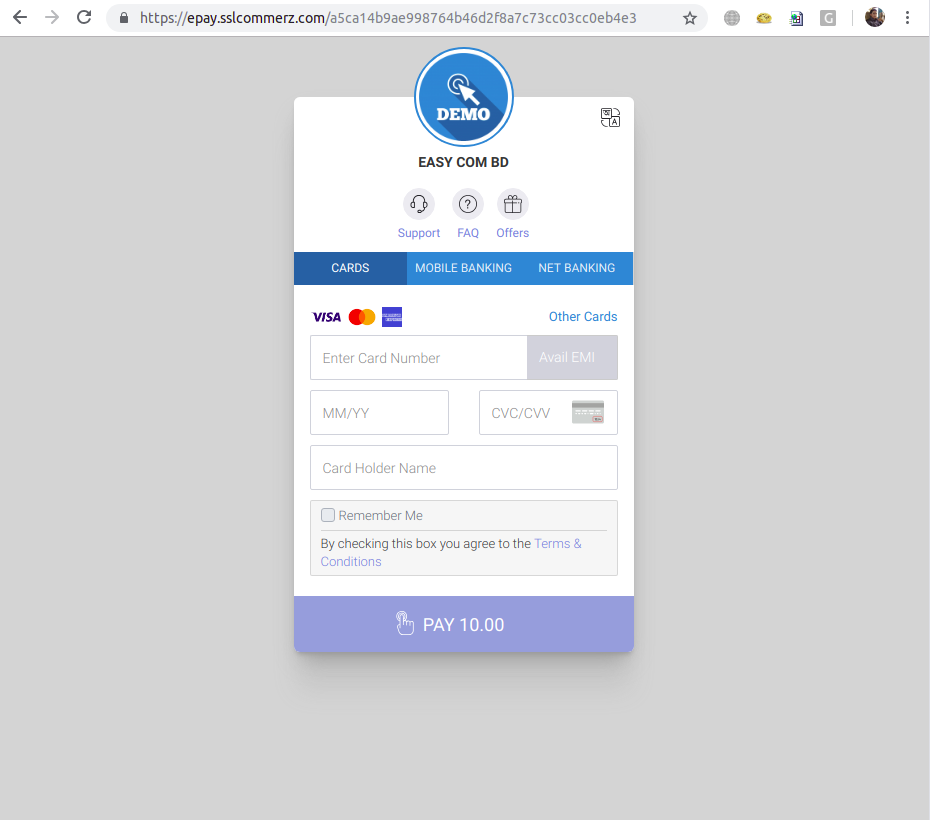 https://epay.sslcommerz.com/a5ca14b9ae998764b46d2f8a7c73cc03cc0eb4e3
G
DEMO
A
EASY COM BD
Support FAQ Offers
CARDS MOBILE BANKING NET BANKING
VISA Other Cards
Enter Card Number Avail EMI
MM/YY CVC/CVV
Card Holder Name
Remember Me
By checking this box you agree to the Terms &
Conditions
PAY 10.00